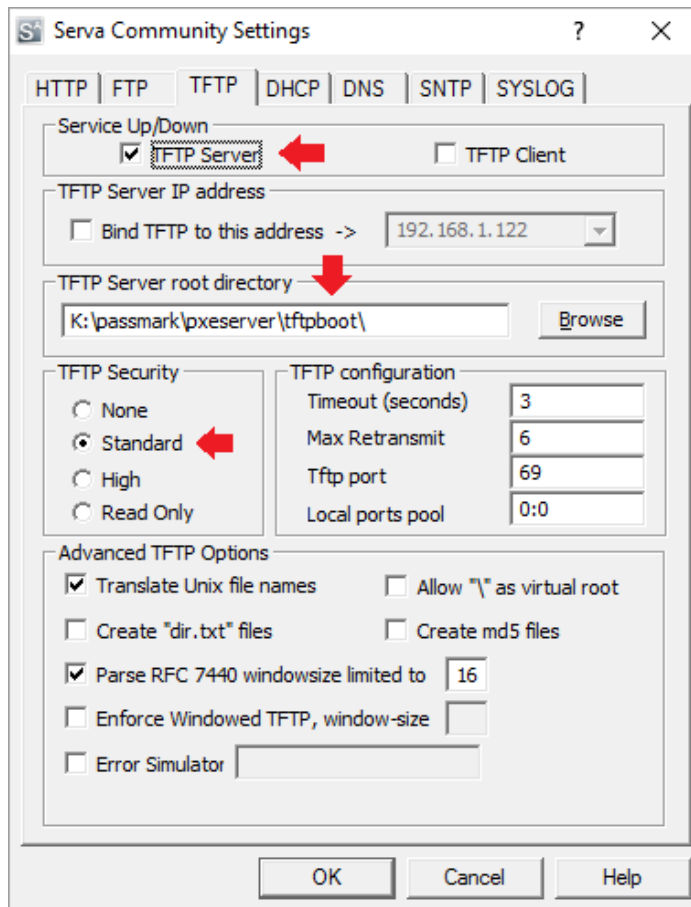 Serva Community Settings ? X
HTTP FTP TFTP DHCP DNS SNTP SYSLOG
Service Up/Down
TFTP Server TFTP Client
TFTP Server IP address
Bind TFTP to this address -> 192.168.1.122
TFTP Server root directory
K:\passmark\pxeserver\tftpboot\ Browse
TFTP Security
None
Standard
High
Read Only
TFTP configuration
Timeout (seconds) 3
Max Retransmit 6
Tftp port 69
Local ports pool 0:0
Advanced TFTP Options
Translate Unix file names Allow "\" as virtual root
Create "dir.txt" files Create md5 files
Parse RFC 7440 windowsize limited to 16
Enforce Windowed TFTP, window-size
Error Simulator
OK Cancel Help